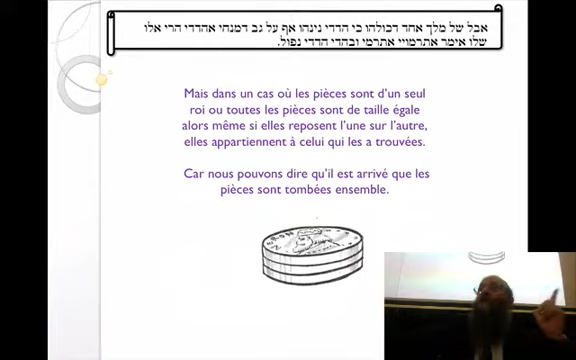 אבל של מלך אחד דכולהו כי הדדי נינהו אף על גב דמנחי אהדדי הרי אלו
שלו אימר אתרמויי אתרמי ובהדי הדדי נפול.
Mais dans un cas où les pièces sont d'un seul
roi ou toutes les pièces sont de taille égale
alors même si elles reposent l'une sur l'autre,
elles appartiennent à celui qui les a trouvées.
Car nous pouvons dire qu'il est arrivé que les
pièces sont tombées ensemble.